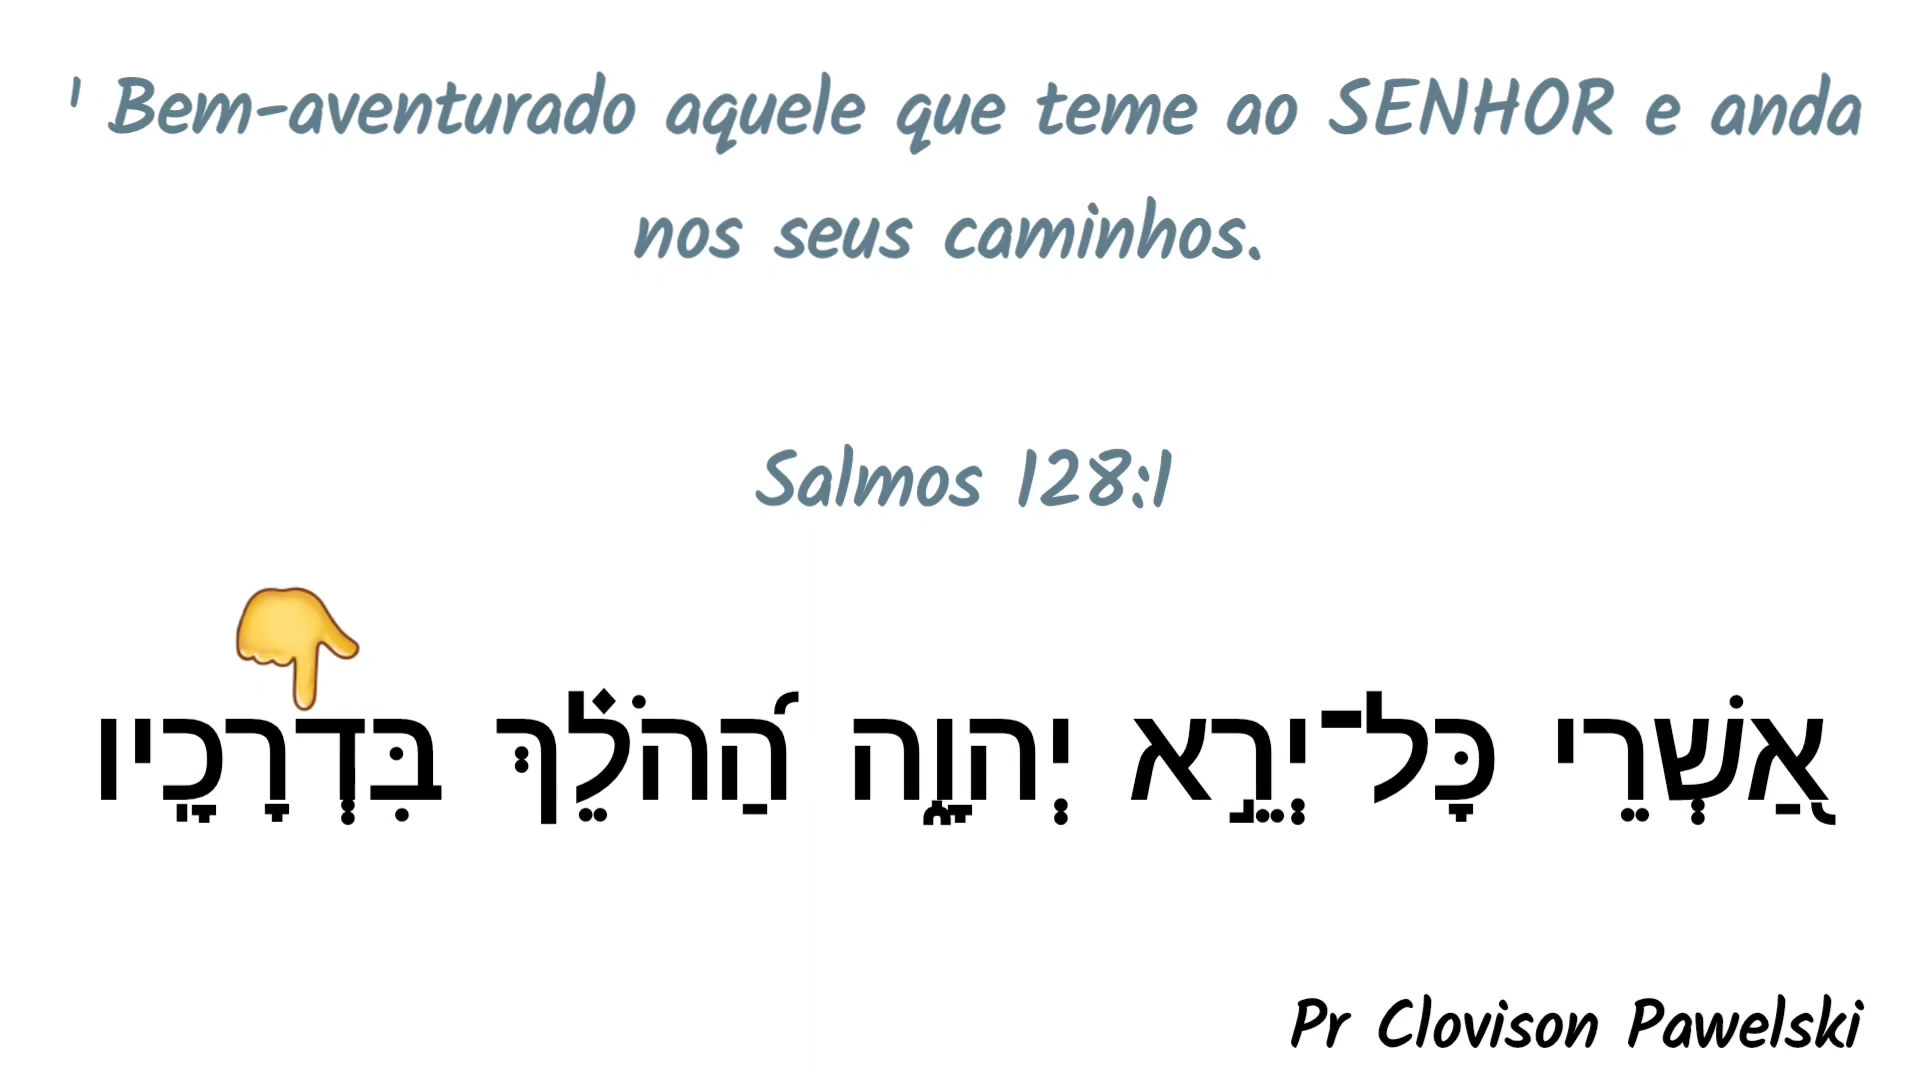 ¹ Bem-aventurado aquele que teme ao SENHOR e anda
nos seus caminhos.
Salmos 128:1
אַ֭שְׁרֵי כָּל־יְרֵ֣א יְהוָ֑ה הַ֝הֹלֵ֗ךְ בִּדְרָכָֽיו
Pr Clovison Pawelski